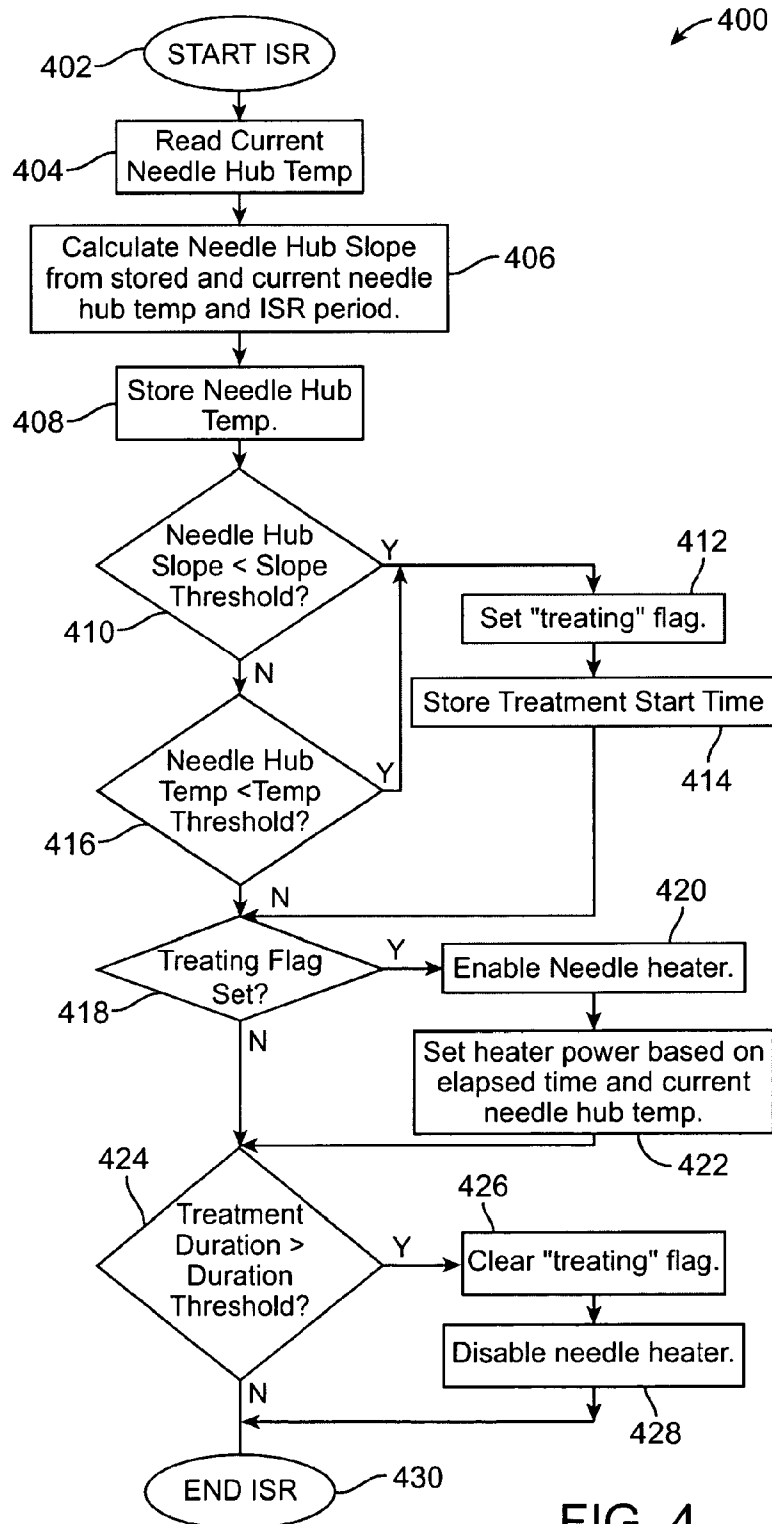 400
402
START ISR
404
Read Current
Needle Hub Temp
Calculate Needle Hub Slope
from stored and current needle
hub temp and ISR period.
406
408
Store Needle Hub
Temp.
Needle Hub
Slope < Slope
Threshold?
410
Y
N
412
Set "treating" flag.
Store Treatment Start Time
414
Needle Hub
Temp <Temp
Threshold?
416
Y
N
Treating Flag
Set?
418
Y
N
420
Enable Needle heater.
Set heater power based on
elapsed time and current
needle hub temp.
422
424
Treatment
Duration >
Duration
Threshold?
Y
N
426
Clear "treating" flag.
Disable needle heater.
428
END ISR
430
FIG. 4